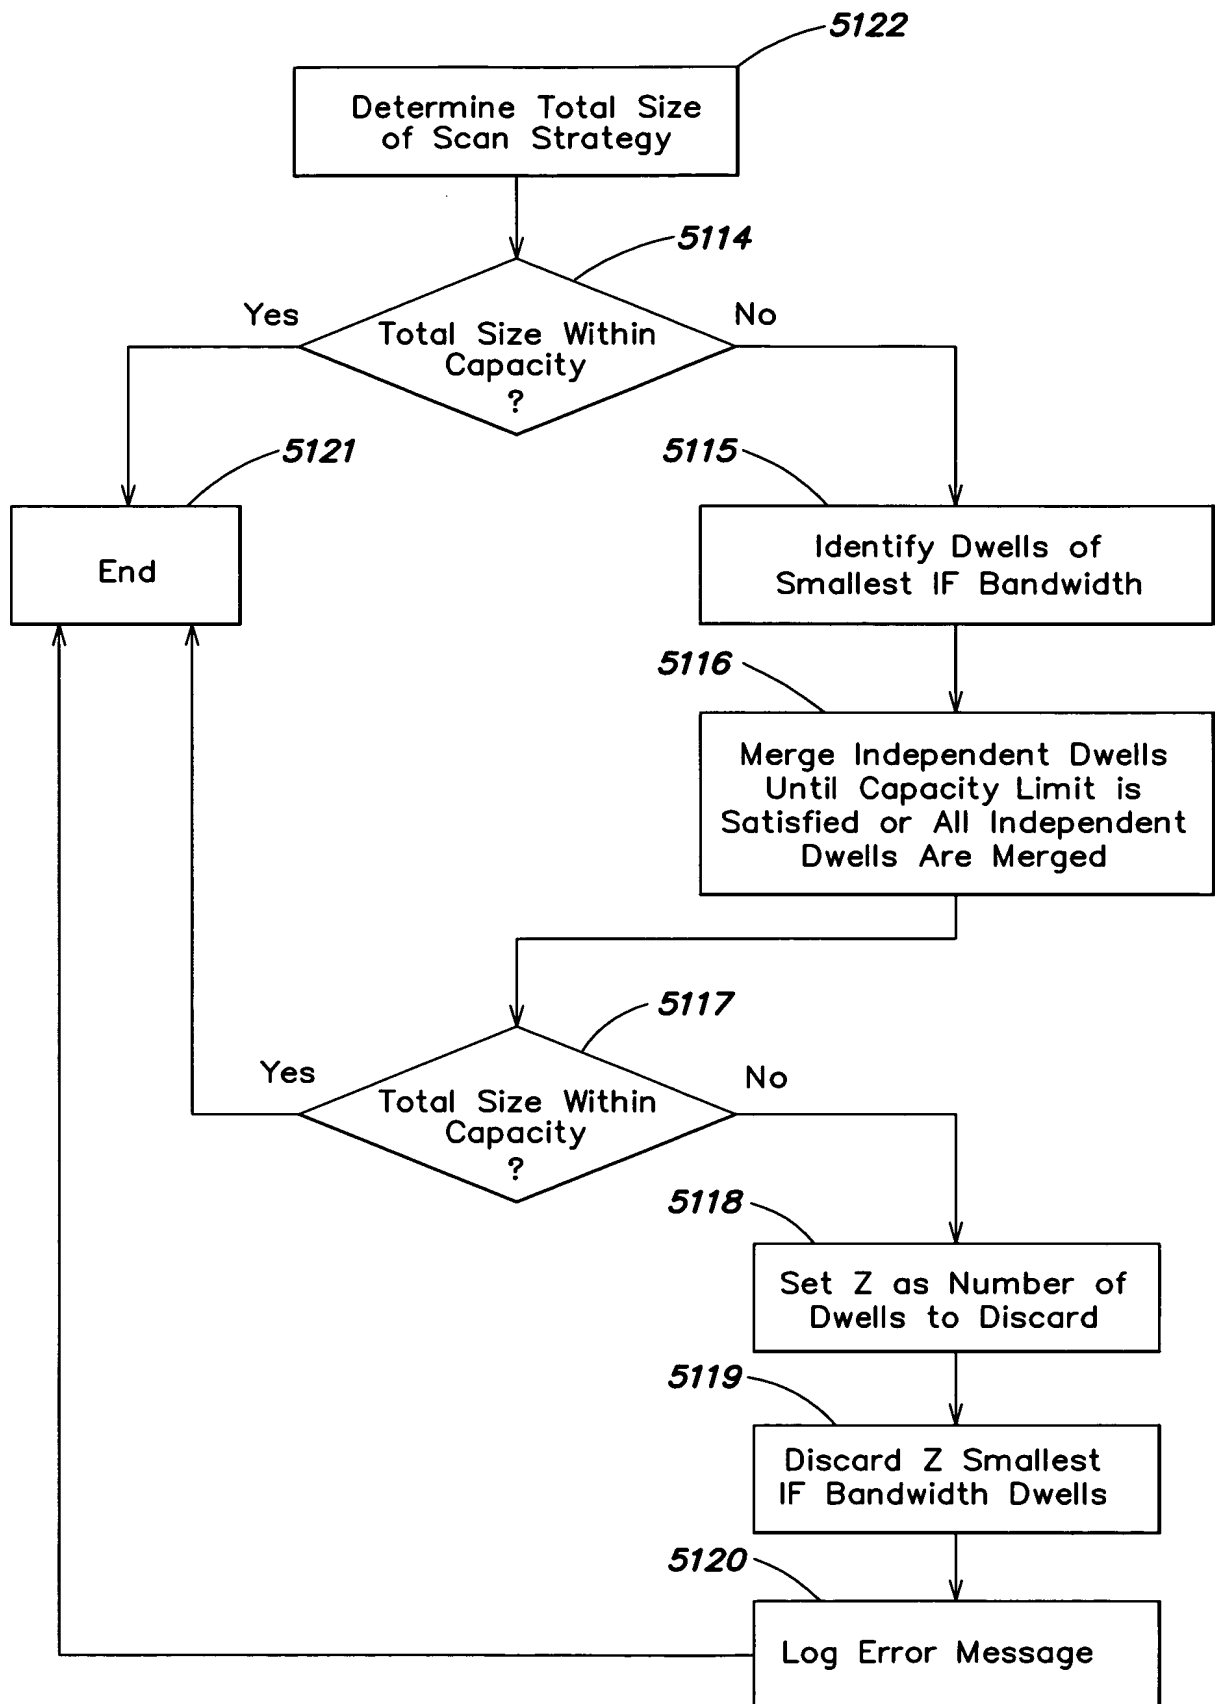 5122
Determine Total Size
of Scan Strategy
5114
Yes
No
Total Size Within
Capacity
?
5121
5115
End
Identify Dwells of
Smallest IF Bandwidth
5116
Merge Independent Dwells
Until Capacity Limit is
Satisfied or All Independent
Dwells Are Merged
5117
Yes
No
Total Size Within
Capacity
?
5118
Set Z as Number of
Dwells to Discard
5119
Discard Z Smallest
IF Bandwidth Dwells
5120
Log Error Message